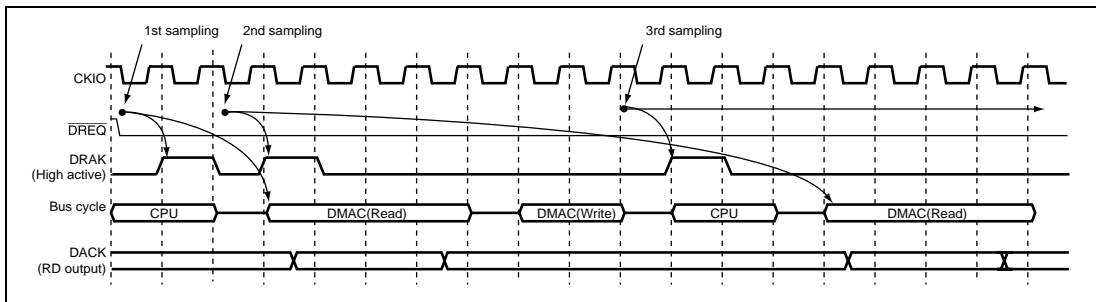 1st sampling
2nd sampling
3rd sampling
CKIO
DREQ
DRAK
(High active)
Bus cycle
CPU
DMAC(Read)
DMAC(Write)
CPU
DMAC(Read)
DACK
(RD output)